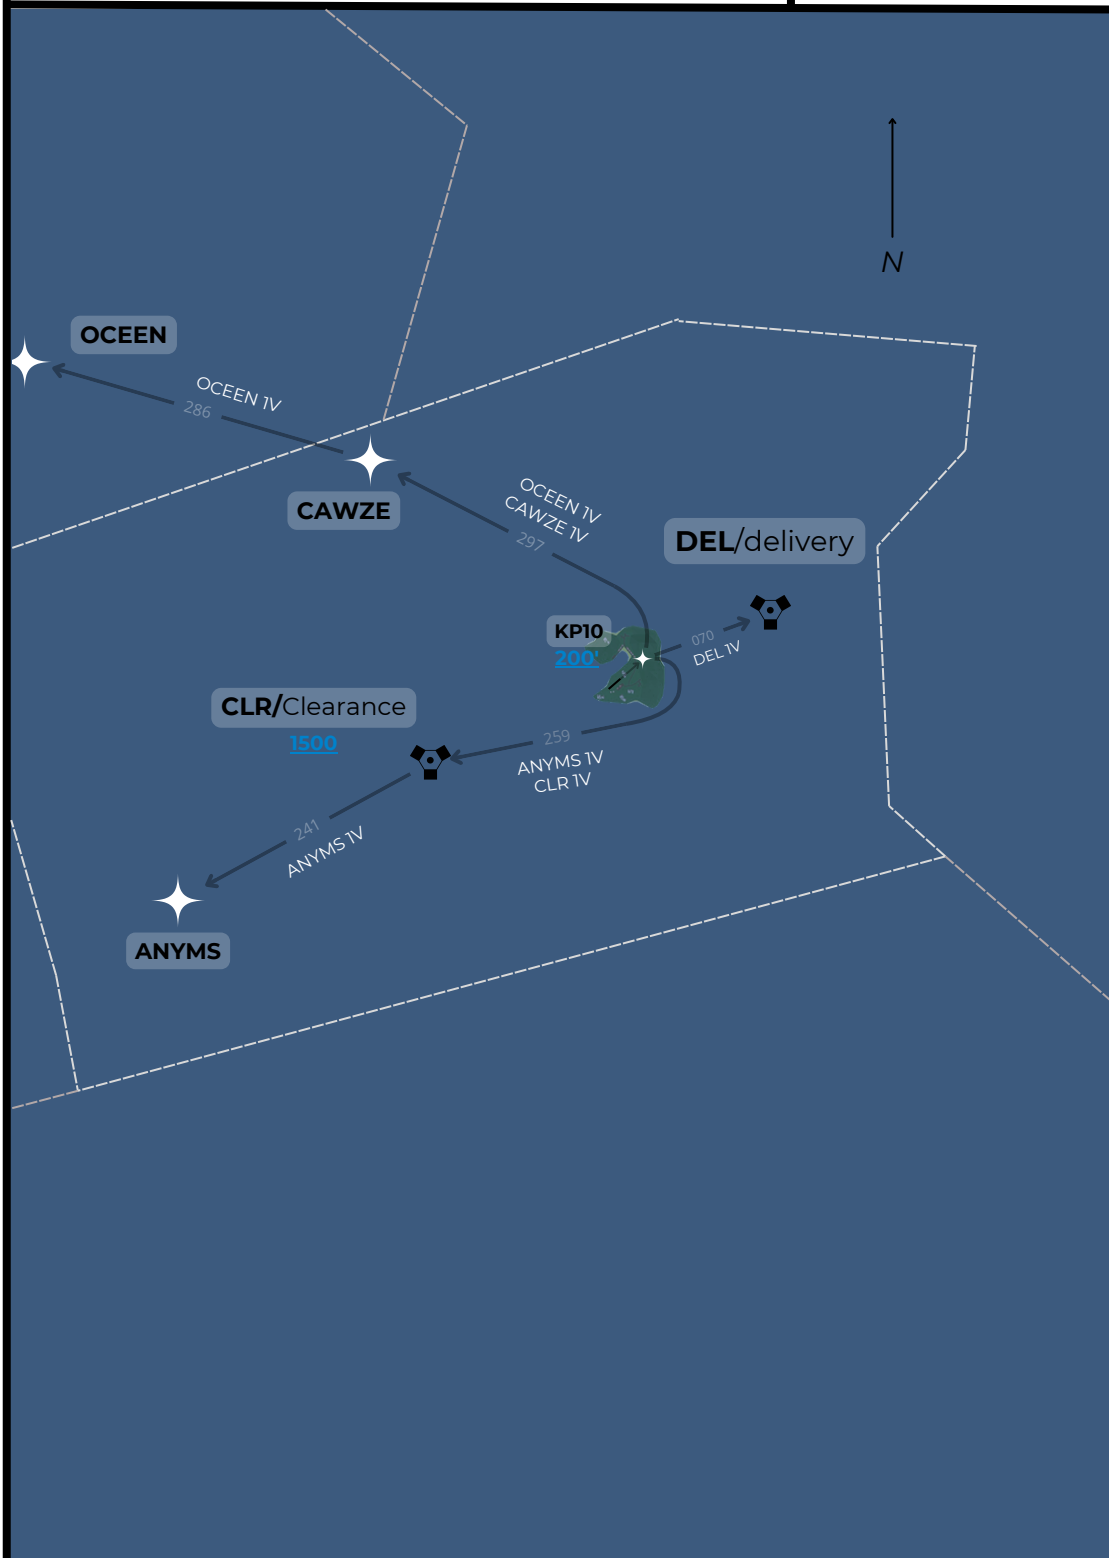 N
OCEEN
OCEEN 1V
286
CAWZE
OCEEN 1V
CAWZE 1V
297
DEL/delivery
070
DEL 1V
KP10
200'
CLR/Clearance
1500
259
ANYMS 1V
CLR 1V
241
ANYMS 1V
ANYMS